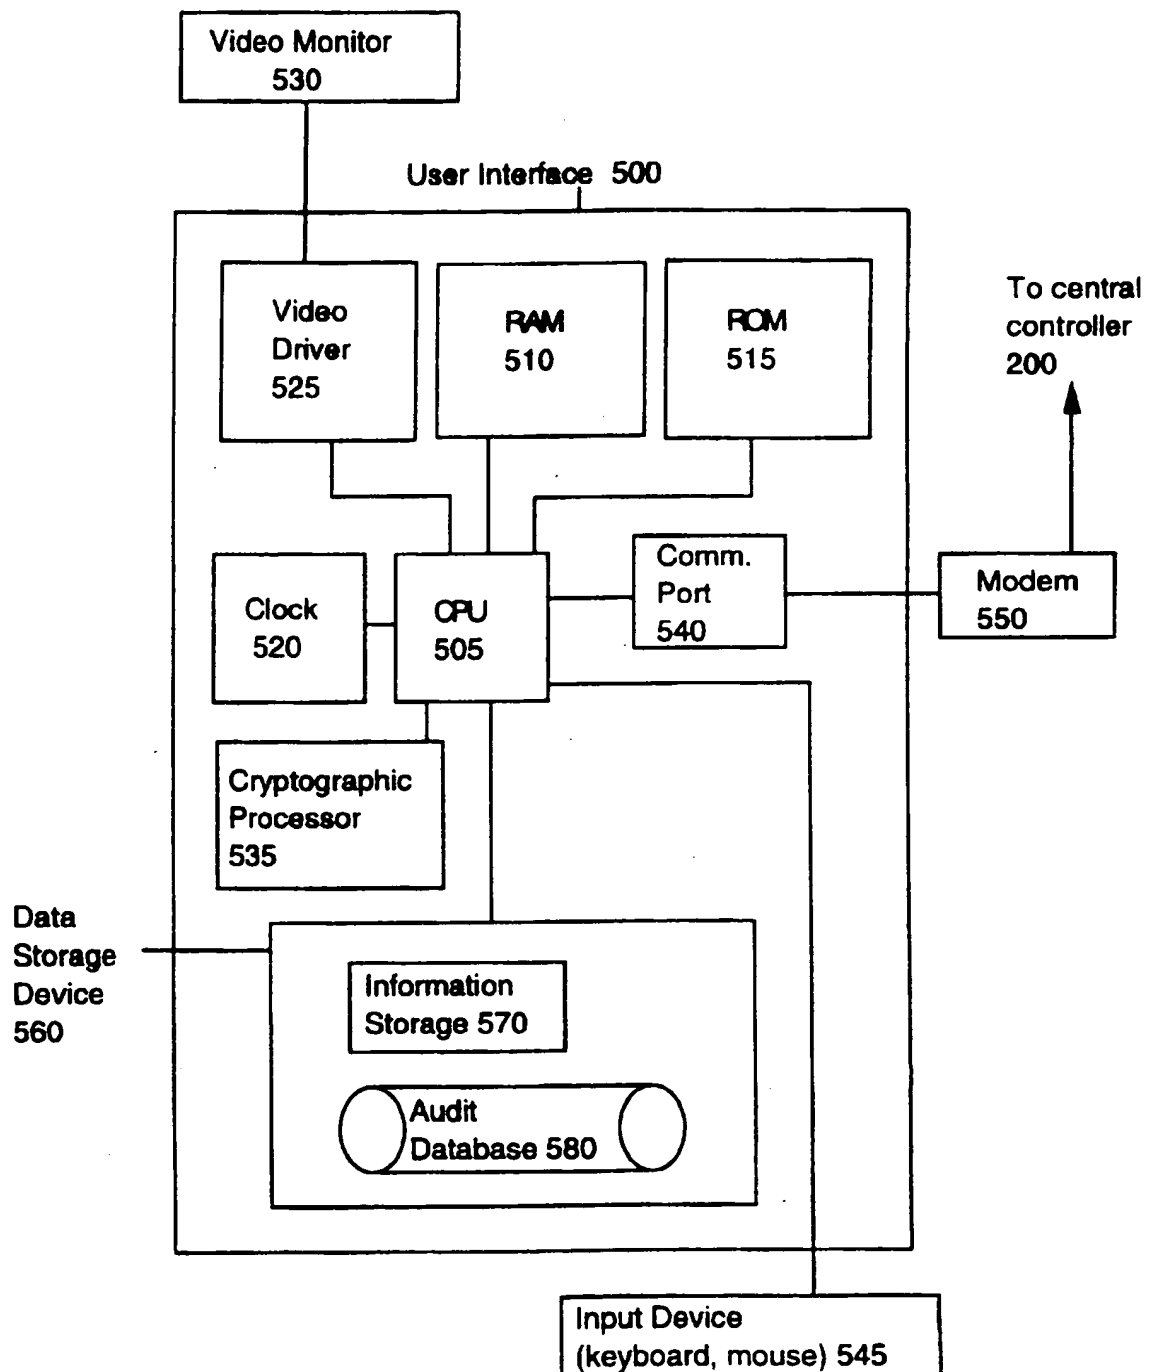 Video Monitor
530
User Interface 500
Video
Driver
525
RAM
510
ROM
515
To central
controller
200
Clock
520
CPU
505
Comm.
Port
540
Modem
550
Cryptographic
Processor
535
Data
Storage
Device
560
Information
Storage 570
Audit
Database 580
Input Device
(keyboard, mouse) 545